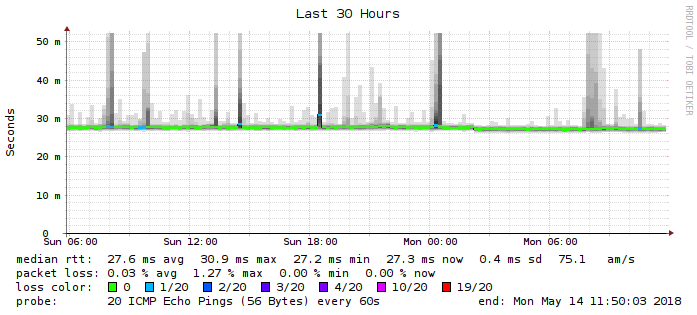 Last 30 Hours
RRDTOOL / TOBI OETIKER
Seconds
50 m
40 m
30 m
20 m
10 m
0
Sun 06:00 Sun 12:00 Sun 18:00 Mon 00:00 Mon 06:00
median rtt: 27.6 ms avg 30.9 ms max 27.2 ms min 27.3 ms now 0.4 ms sd 75.1 am/s
packet loss: 0.03 % avg 1.27 % max 0.00 % min 0.00 % now
loss color: 0 1/20 2/20 3/20 4/20 10/20 19/20
probe: 20 ICMP Echo Pings (56 Bytes) every 60s end: Mon May 14 11:50:03 2018